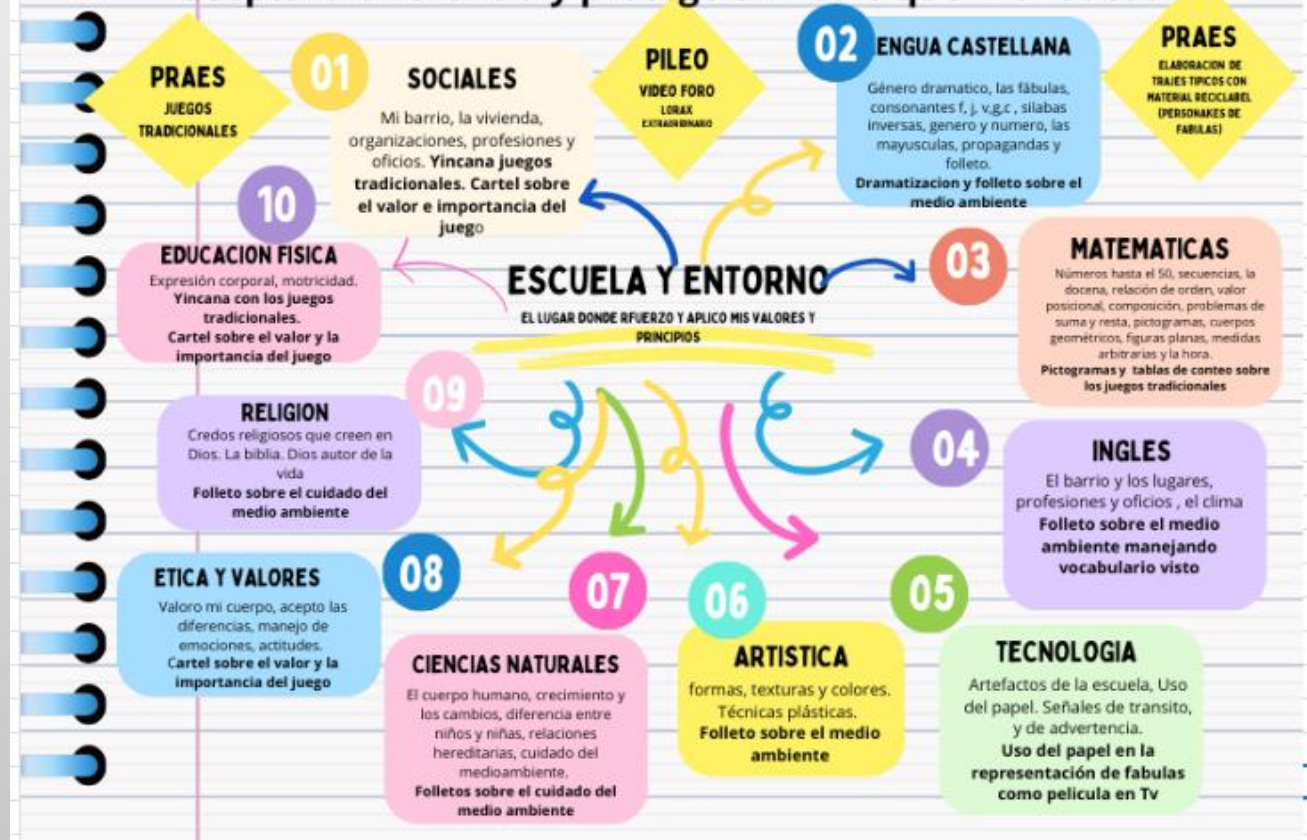 PRAES
JUEGOS
TRADICIONALES
01
SOCIALES
Mi barrio, la vivienda,
organizaciones, profesiones y
oficios. Yincana juegos
tradicionales. Cartel sobre
el valor e importancia del
juego
PILEO
VIDEO FORO
LORAX
EXTRAORDINARIO
02
LENGUA CASTELLANA
Género dramatico, las fábulas,
consonantes f, j, v,g,c , silabas
inversas, genero y numero, las
mayusculas, propagandas y
folleto.
Dramatizacion y folleto sobre el
medio ambiente
PRAES
ELABORACION DE
TRAJES TIPICOS CON
MATERIAL RECICLABEL
(PERSONAKES DE
FABULAS)
ESCUELA Y ENTORNO
EL LUGAR DONDE RFUERZO Y APLICO MIS VALORES Y
PRINCIPIOS
03
MATEMATICAS
Números hasta el 50, secuencias, la
docena, relación de orden, valor
posicional, composición, problemas de
suma y resta, pictogramas, cuerpos
geométricos, figuras planas, medidas
arbitrarias y la hora.
Pictogramas y tablas de conteo sobre
los juegos tradicionales
04
INGLES
El barrio y los lugares,
profesiones y oficios , el clima
Folleto sobre el medio
ambiente manejando
vocabulario visto
05
TECNOLOGIA
Artefactos de la escuela, Uso
del papel. Señales de transito,
y de advertencia.
Uso del papel en la
representación de fabulas
como pelicula en Tv
06
ARTISTICA
formas, texturas y colores.
Técnicas plásticas.
Folleto sobre el medio
ambiente
07
CIENCIAS NATURALES
El cuerpo humano, crecimiento y
los cambios, diferencia entre
niños y niñas, relaciones
hereditarias, cuidado del
medioambiente.
Folletos sobre el cuidado del
medio ambiente
08
ETICA Y VALORES
Valoro mi cuerpo, acepto las
diferencias, manejo de
emociones, actitudes.
Cartel sobre el valor y la
importancia del juego
09
RELIGION
Credos religiosos que creen en
Dios. La biblia. Dios autor de la
vida
Folleto sobre el cuidado del
medio ambiente
10
EDUCACION FISICA
Expresión corporal, motricidad.
Yincana con los juegos
tradicionales.
Cartel sobre el valor y la
importancia del juego